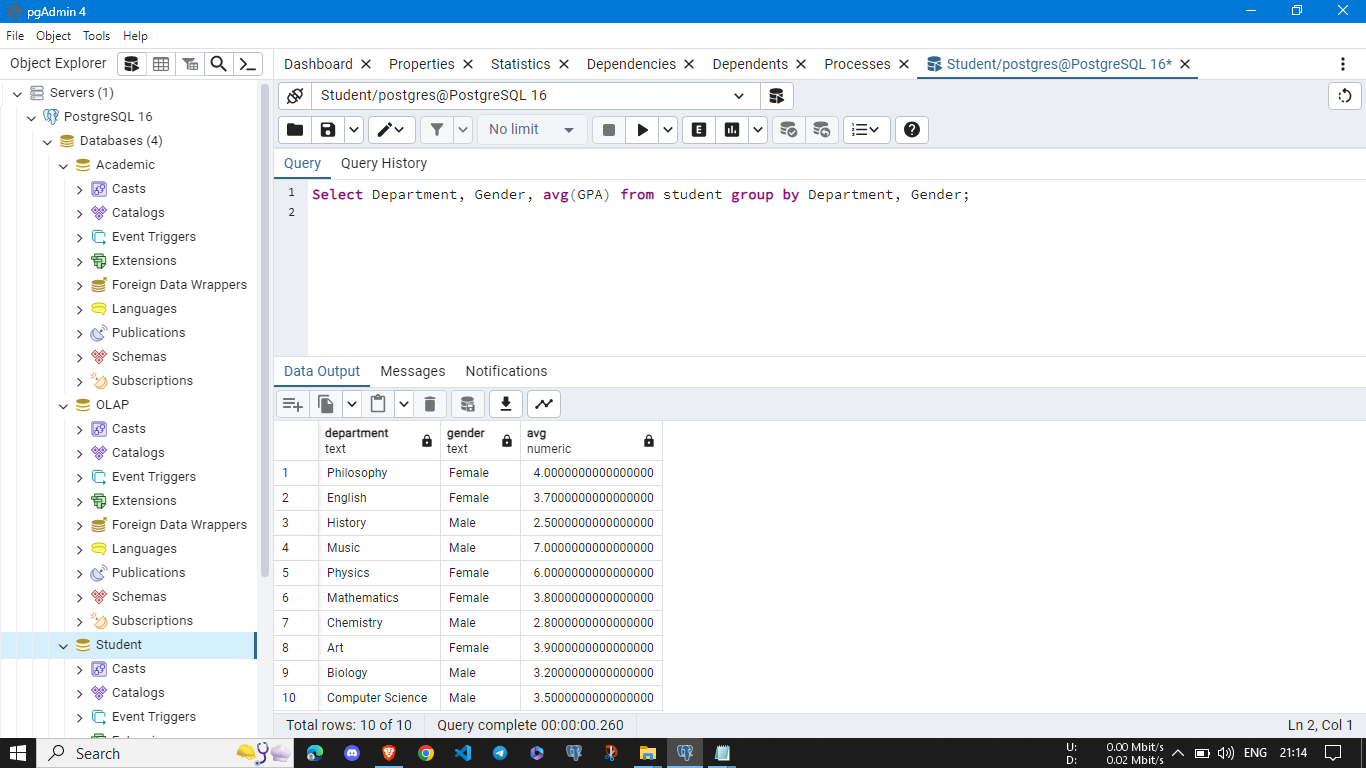 pgAdmin 4
File Object Tools Help
Object Explorer
Dashboard Properties Statistics Dependencies Dependents Processes Student/postgres@PostgreSQL 16*
Servers (1)
PostgreSQL 16
Databases (4)
Academic
Casts
Catalogs
Event Triggers
Extensions
Foreign Data Wrappers
Languages
Publications
Schemas
Subscriptions
OLAP
Casts
Catalogs
Event Triggers
Extensions
Foreign Data Wrappers
Languages
Publications
Schemas
Subscriptions
Student
Casts
Catalogs
Event Triggers
Student/postgres@PostgreSQL 16
No limit
E
Query Query History
1 Select Department, Gender, avg(GPA) from student group by Department, Gender;
2
Data Output Messages Notifications
department gender avg
text text numeric
1 Philosophy Female 4.0000000000000000
2 English Female 3.7000000000000000
3 History Male 2.5000000000000000
4 Music Male 7.0000000000000000
5 Physics Female 6.0000000000000000
6 Mathematics Female 3.8000000000000000
7 Chemistry Male 2.8000000000000000
8 Art Female 3.9000000000000000
9 Biology Male 3.2000000000000000
10 Computer Science Male 3.5000000000000000
Total rows: 10 of 10 Query complete 00:00:00.260 Ln 2, Col 1
Search
U: 0.00 Mbit/s
D: 0.02 Mbit/s
ENG 21:14